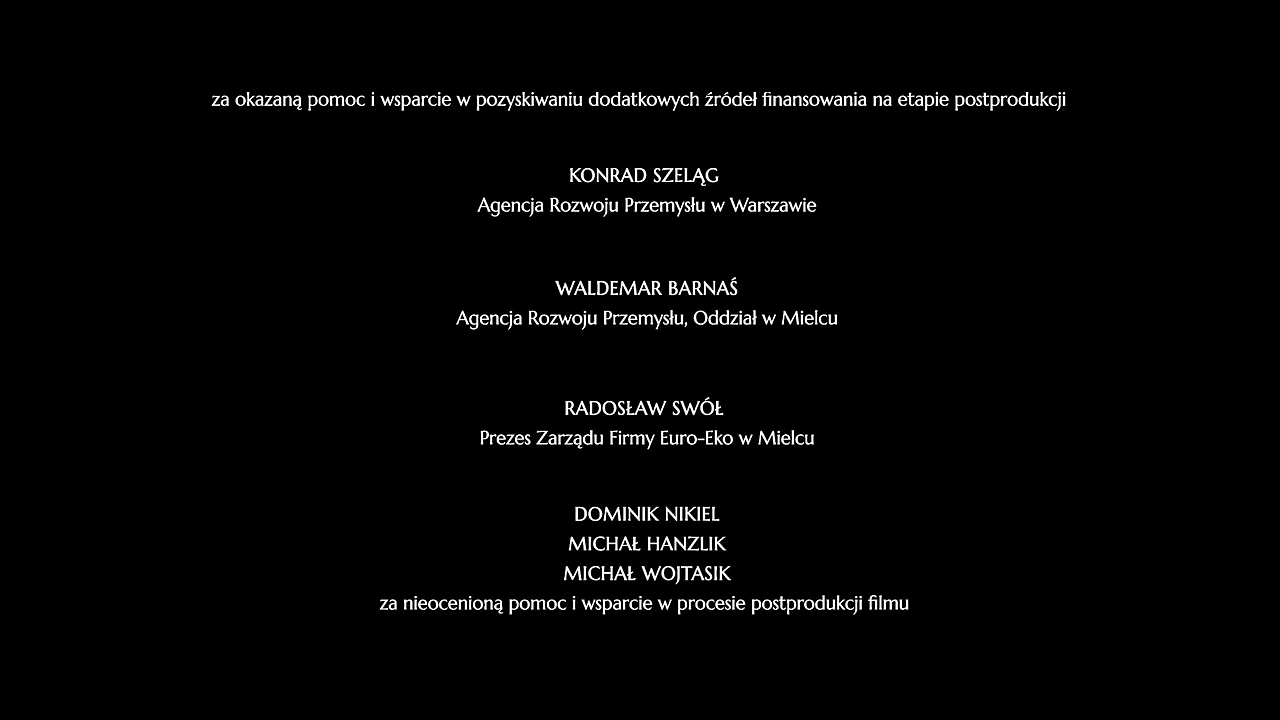 za okazaną pomoc i wsparcie w pozyskiwaniu dodatkowych źródeł finansowania na etapie postprodukcji
KONRAD SZELĄG
Agencja Rozwoju Przemysłu w Warszawie
WALDEMAR BARNAŚ
Agencja Rozwoju Przemysłu, Oddział w Mielcu
RADOSŁAW SWÓŁ
Prezes Zarządu Firmy Euro-Eko w Mielcu
DOMINIK NIKIEL
MICHAŁ HANZLIK
MICHAŁ WOJTASIK
za nieocenioną pomoc i wsparcie w procesie postprodukcji filmu